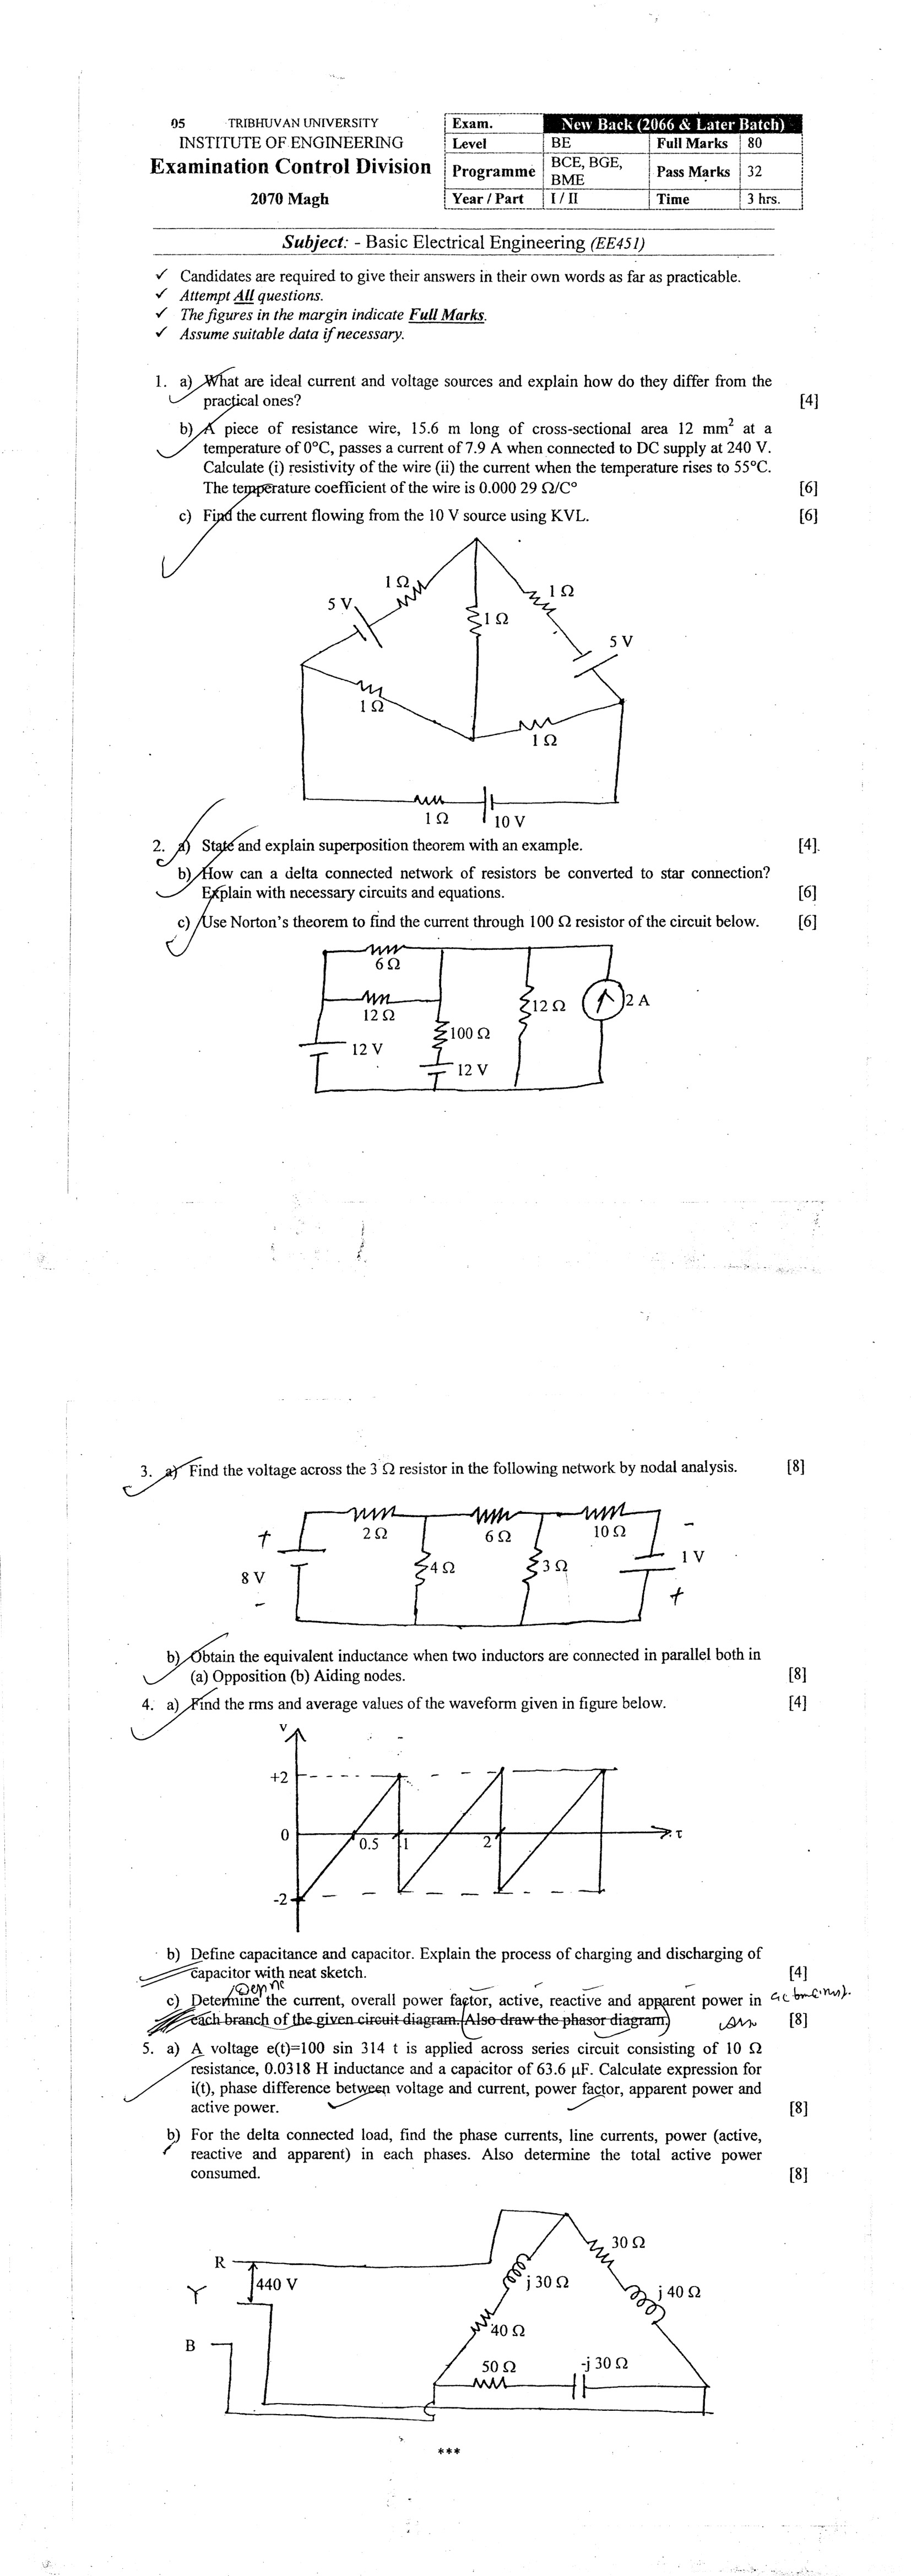 05 TRIBHUVAN UNIVERSITY
INSTITUTE OF ENGINEERING
Examination Control Division
2070 Magh
Exam. New Back (2066 & Later Batch)
Level BE Full Marks 80
Programme BCE, BGE, BME Pass Marks 32
Year / Part I / II Time 3 hrs.
Subject: - Basic Electrical Engineering (EE451)
✓ Candidates are required to give their answers in their own words as far as practicable.
✓ Attempt All questions.
✓ The figures in the margin indicate Full Marks.
✓ Assume suitable data if necessary.
1. a) What are ideal current and voltage sources and explain how do they differ from the
practical ones? [4]
b) A piece of resistance wire, 15.6 m long of cross-sectional area 12 mm² at a
temperature of 0°C, passes a current of 7.9 A when connected to DC supply at 240 V.
Calculate (i) resistivity of the wire (ii) the current when the temperature rises to 55°C.
The temperature coefficient of the wire is 0.000 29 Ω/C° [6]
c) Find the current flowing from the 10 V source using KVL. [6]
1 Ω
1 Ω
5 V
1 Ω
5 V
1 Ω
1 Ω
1 Ω
10 V
2. a) State and explain superposition theorem with an example. [4].
b) How can a delta connected network of resistors be converted to star connection?
Explain with necessary circuits and equations. [6]
c) Use Norton's theorem to find the current through 100 Ω resistor of the circuit below. [6]
6 Ω
12 Ω
12 Ω
2 A
100 Ω
12 V
12 V
3. a) Find the voltage across the 3 Ω resistor in the following network by nodal analysis. [8]
+
2 Ω
6 Ω
10 Ω
-
8 V
4 Ω
3 Ω
1 V
-
+
b) Obtain the equivalent inductance when two inductors are connected in parallel both in
(a) Opposition (b) Aiding nodes. [8]
4. a) Find the rms and average values of the waveform given in figure below. [4]
V
+2
0
0.5
1
2
τ
-2
b) Define capacitance and capacitor. Explain the process of charging and discharging of
capacitor with neat sketch. [4]
c) Determine the current, overall power factor, active, reactive and apparent power in
each branch of the given circuit diagram. (Also draw the phasor diagram) [8]
5. a) A voltage e(t)=100 sin 314 t is applied across series circuit consisting of 10 Ω
resistance, 0.0318 H inductance and a capacitor of 63.6 μF. Calculate expression for
i(t), phase difference between voltage and current, power factor, apparent power and
active power. [8]
b) For the delta connected load, find the phase currents, line currents, power (active,
reactive and apparent) in each phases. Also determine the total active power
consumed. [8]
30 Ω
R
440 V
j 30 Ω
j 40 Ω
Y
40 Ω
B
50 Ω
-j 30 Ω
***